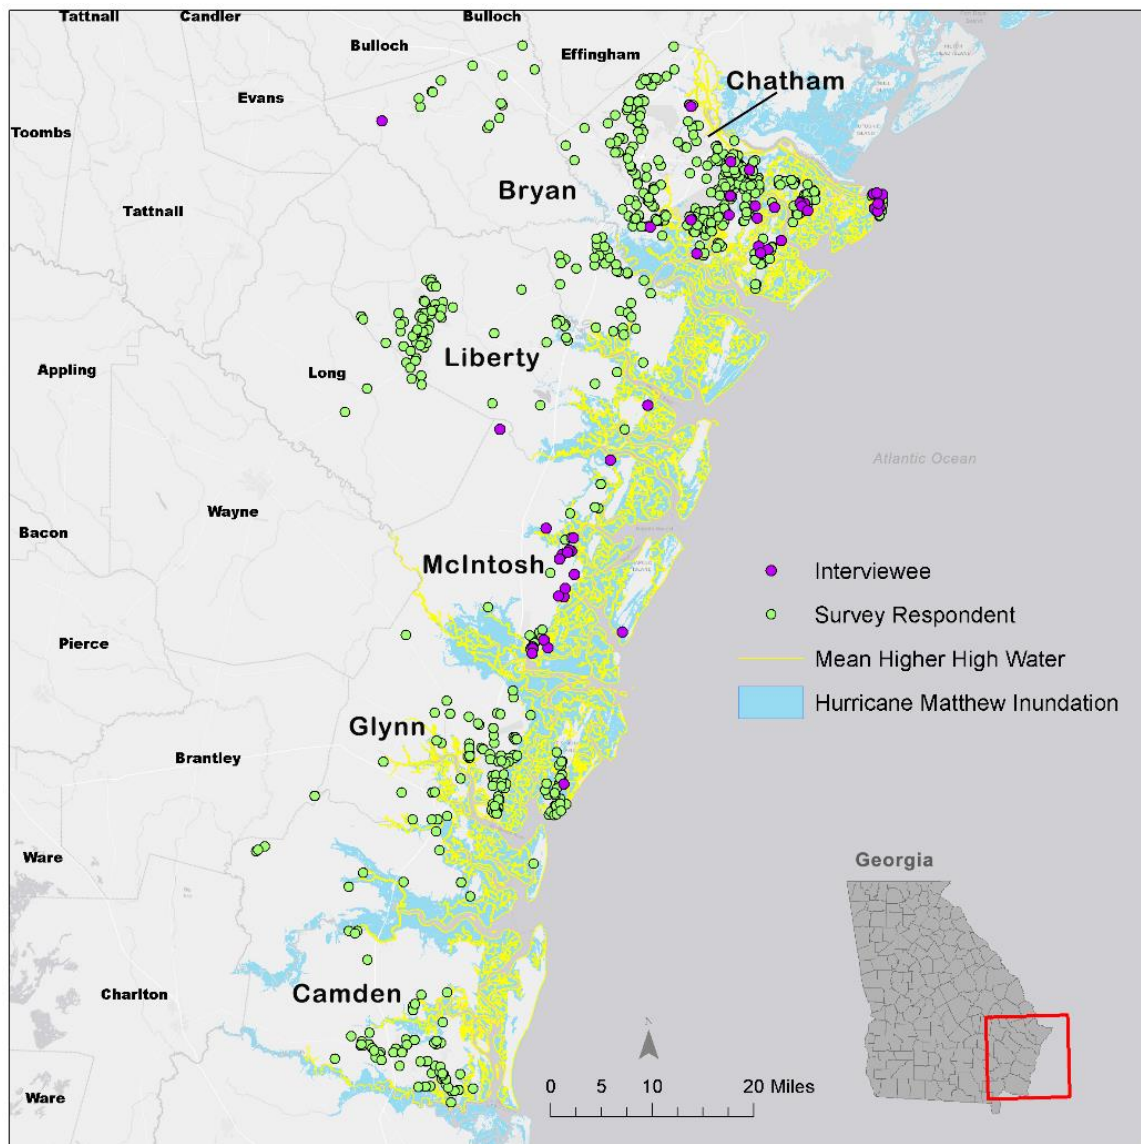 Tattnall
Candler
Bulloch
Bulloch
Effingham
Chatham
Evans
Toombs
Bryan
Tattnall
Liberty
Appling
Long
Atlantic Ocean
Wayne
Bacon
McIntosh
Interviewee
Survey Respondent
Pierce
Mean Higher High Water
Hurricane Matthew Inundation
Glynn
Brantley
Ware
Georgia
Camden
Charlton
N
0 5 10 20 Miles
Ware